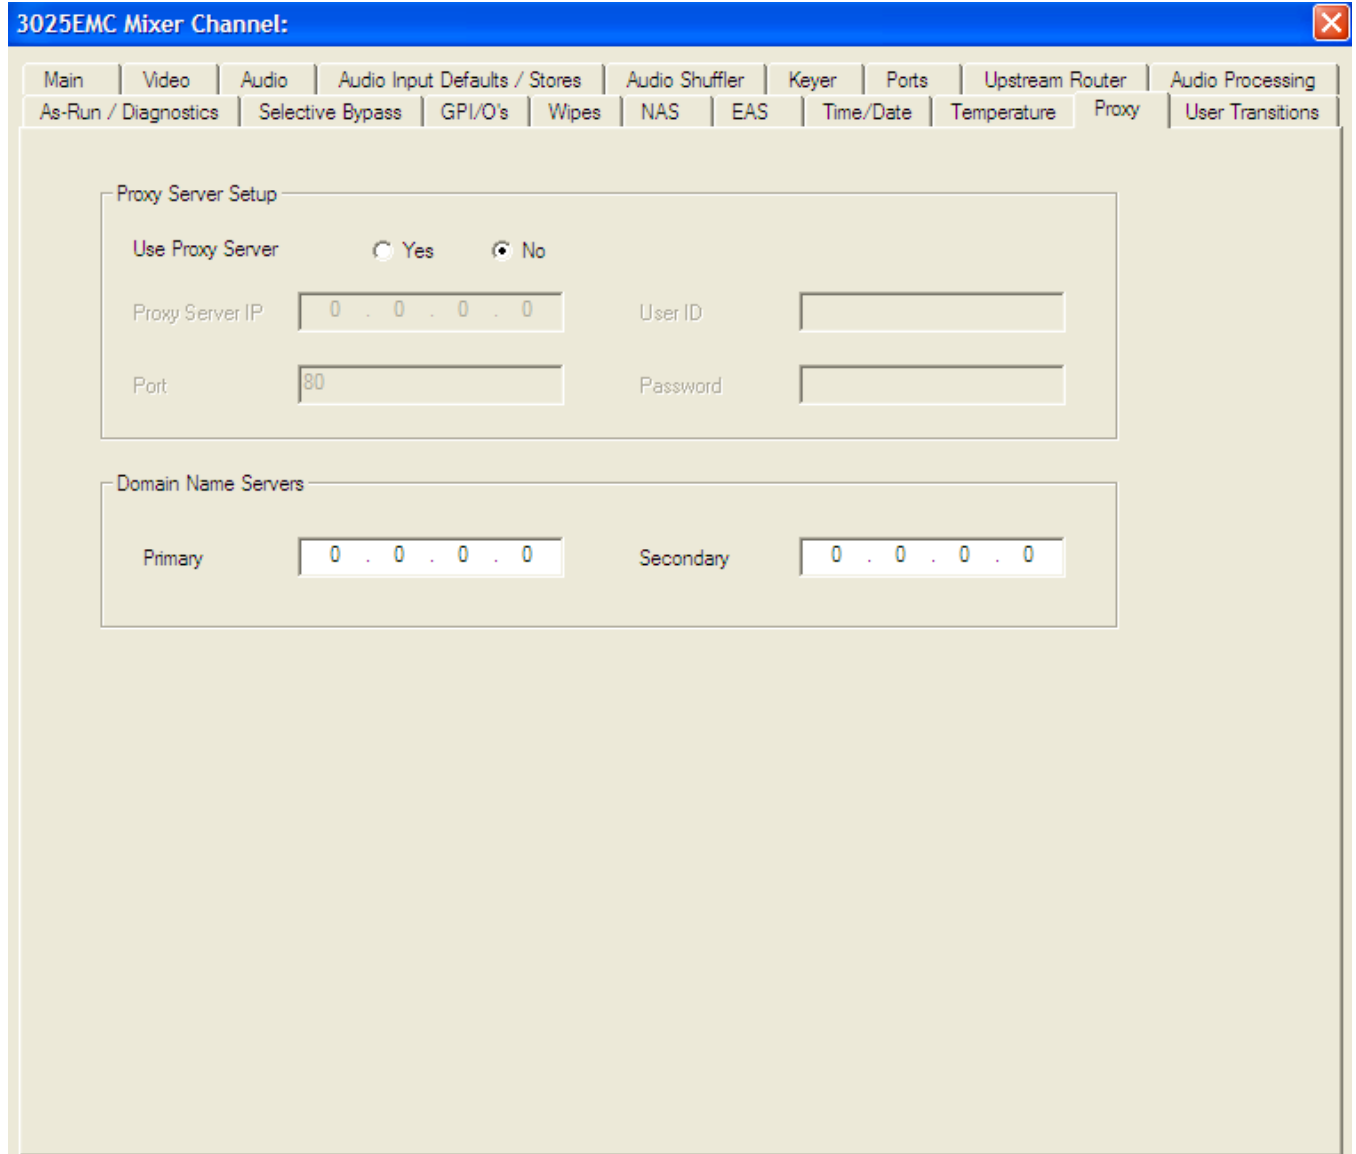 3025EMC Mixer Channel:
Main Video Audio Audio Input Defaults / Stores Audio Shuffler Keyer Ports Upstream Router Audio Processing
As-Run / Diagnostics Selective Bypass GPI/O's Wipes NAS EAS Time/Date Temperature Proxy User Transitions
Proxy Server Setup
Use Proxy Server Yes No
Proxy Server IP 0 . 0 . 0 . 0 User ID
Port 80 Password
Domain Name Servers
Primary 0 . 0 . 0 . 0 Secondary 0 . 0 . 0 . 0